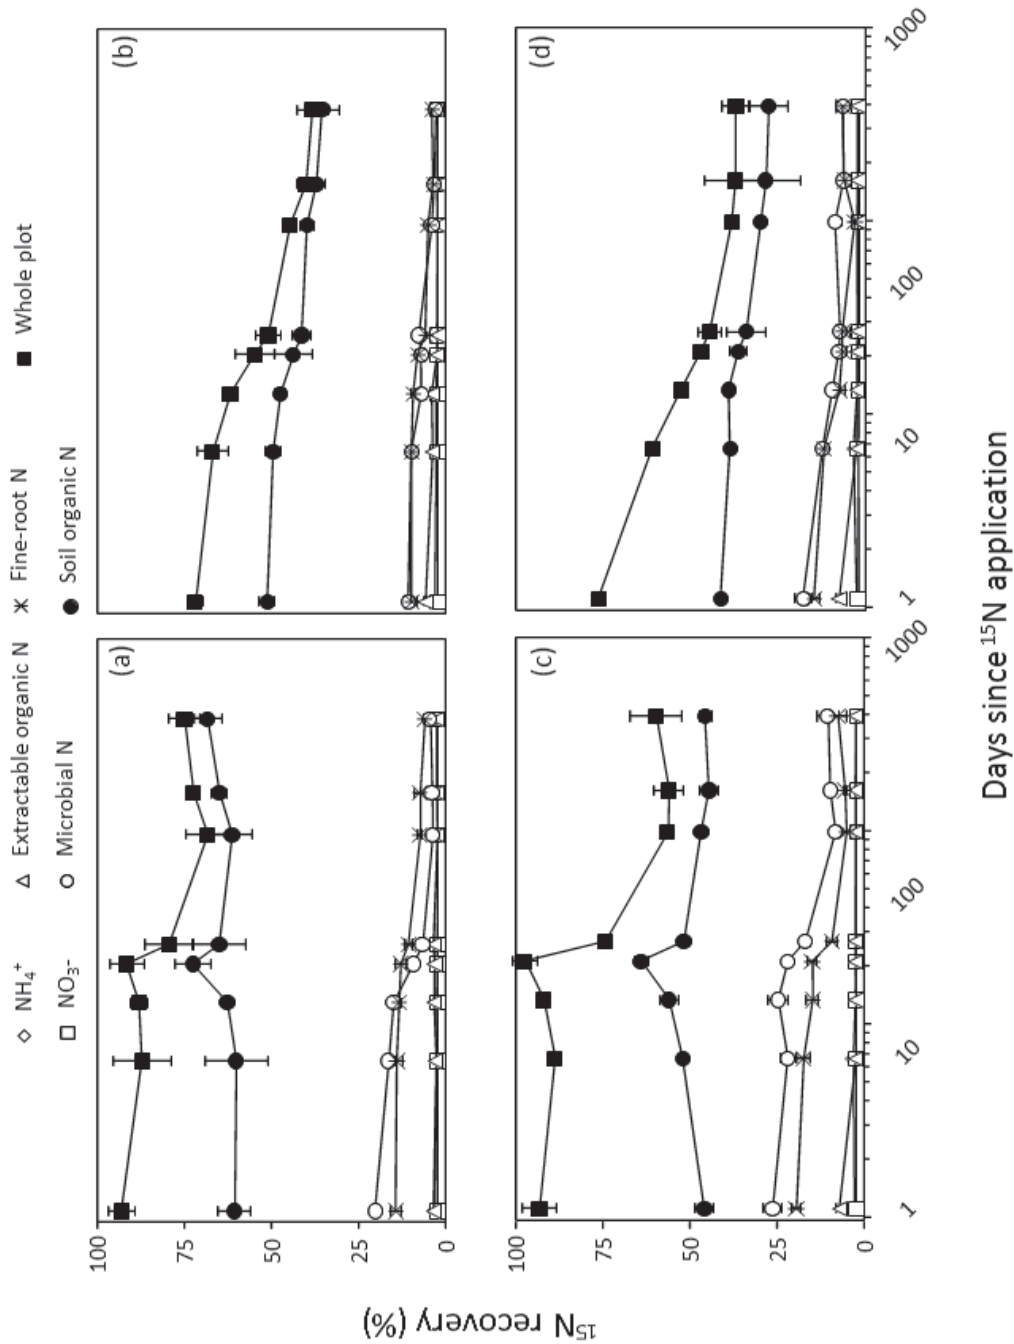 ◇ NH₄⁺ △ Extractable organic N ✳ Fine-root N ■ Whole plot
□ NO₃- ○ Microbial N ● Soil organic N
(a)
(b)
100
75
50
25
0
(c)
(d)
100
75
50
25
0
1 10 100 1000
1 10 100 1000
¹⁵N recovery (%)
Days since ¹⁵N application